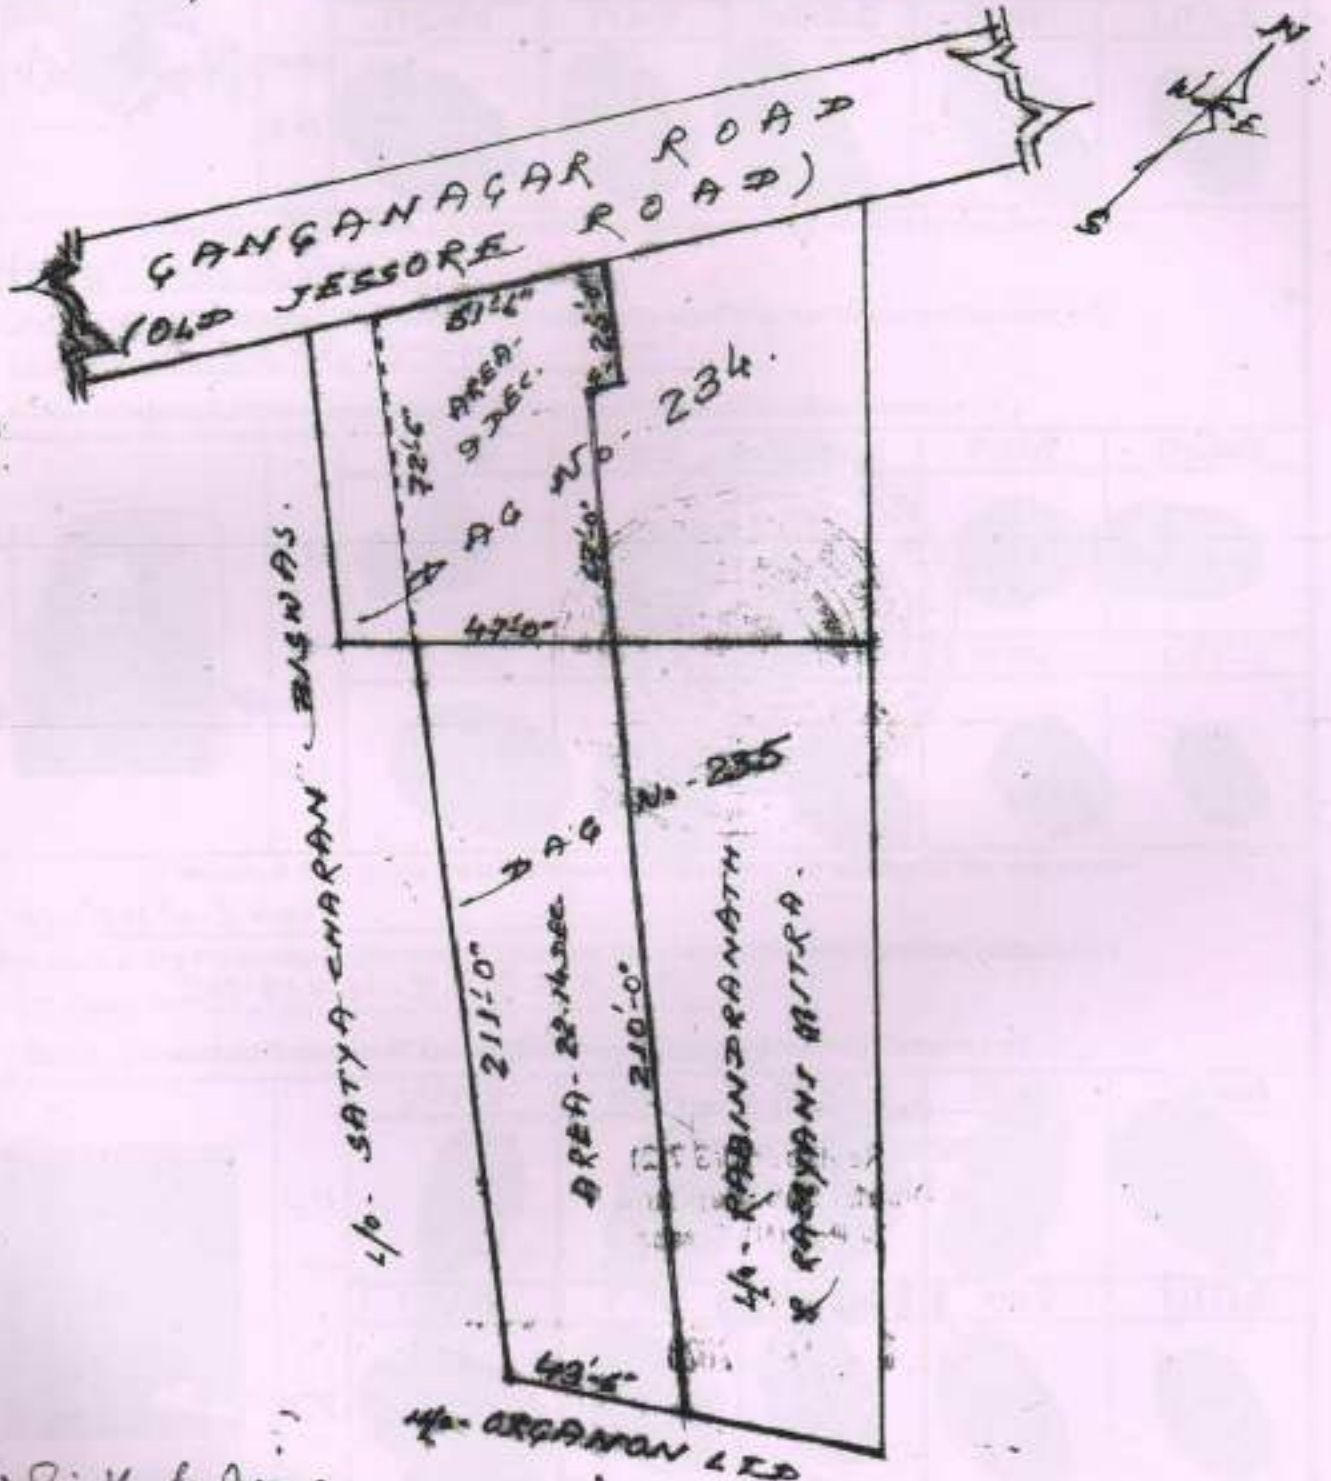 N
W
E
S
GANGANAGAR ROAD
(OLD JESSORE ROAD)
51'-6"
AREA-
9 DEC.
72'-6"
DAG No - 234.
47'-0"
L/O - SATYA CHARAN BISWAS.
DAG No - 235
211'-0"
AREA - 22.14 DEC.
210'-0"
L/O - RABINDRANATH
& MITRA.
43'-6"
L/O - ORGANON LTD